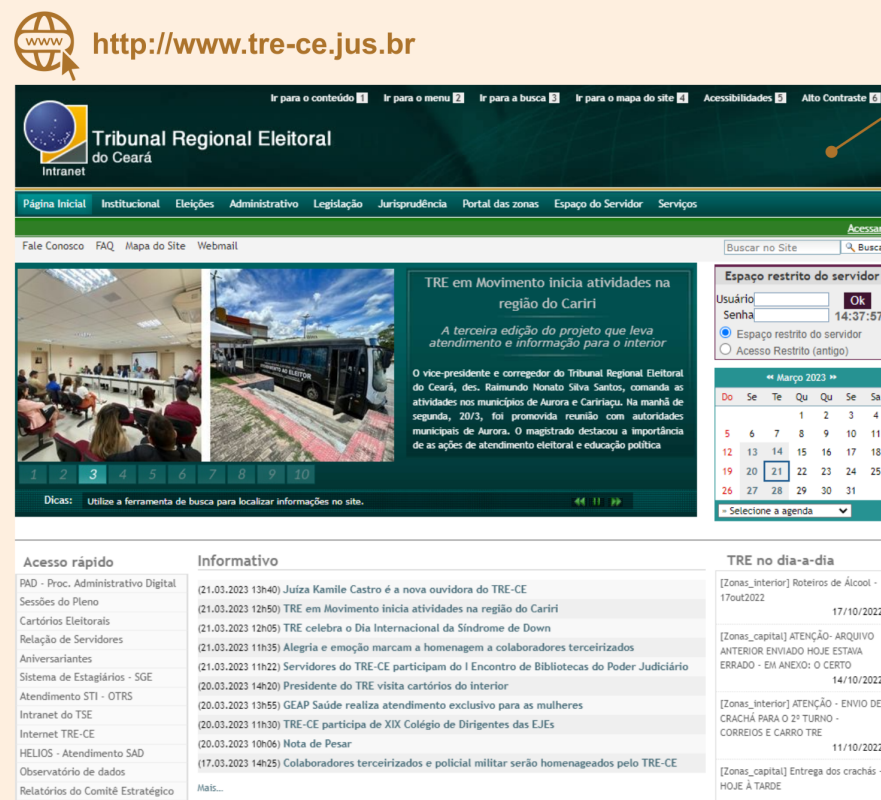 www
http://www.tre-ce.jus.br
Ir para o conteúdo 1 Ir para o menu 2 Ir para a busca 3 Ir para o mapa do site 4 Acessibilidades 5 Alto Contraste 6
Tribunal Regional Eleitoral
do Ceará
Intranet
Página Inicial Institucional Eleições Administrativo Legislação Jurisprudência Portal das zonas Espaço do Servidor Serviços
Acessar
Fale Conosco FAQ Mapa do Site Webmail
Buscar no Site Busca
TRE em Movimento inicia atividades na
região do Cariri
A terceira edição do projeto que leva
atendimento e informação para o interior
O vice-presidente e corregedor do Tribunal Regional Eleitoral
do Ceará, des. Raimundo Nonato Silva Santos, comanda as
atividades nos municípios de Aurora e Caririaçu. Na manhã de
segunda, 20/3, foi promovida reunião com autoridades
municipais de Aurora. O magistrado destacou a importância
de as ações de atendimento eleitoral e educação política
1 2 3 4 5 6 7 8 9 10
Dicas: Utilize a ferramenta de busca para localizar informações no site.
Espaço restrito do servidor
Usuário Ok
Senha 14:37:57
Espaço restrito do servidor
Acesso Restrito (antigo)
Março 2023
Do Se Te Qu Qu Se Sa
1 2 3 4
5 6 7 8 9 10 11
12 13 14 15 16 17 18
19 20 21 22 23 24 25
26 27 28 29 30 31
» Selecione a agenda
Acesso rápido
PAD - Proc. Administrativo Digital
Sessões do Pleno
Cartórios Eleitorais
Relação de Servidores
Aniversariantes
Sistema de Estagiários - SGE
Atendimento STI - OTRS
Intranet do TSE
Internet TRE-CE
HELIOS - Atendimento SAD
Observatório de dados
Relatórios do Comitê Estratégico
Informativo
(21.03.2023 13h40) Juíza Kamile Castro é a nova ouvidora do TRE-CE
(21.03.2023 12h50) TRE em Movimento inicia atividades na região do Cariri
(21.03.2023 12h05) TRE celebra o Dia Internacional da Síndrome de Down
(21.03.2023 11h35) Alegria e emoção marcam a homenagem a colaboradores terceirizados
(21.03.2023 11h22) Servidores do TRE-CE participam do I Encontro de Bibliotecas do Poder Judiciário
(20.03.2023 14h20) Presidente do TRE visita cartórios do interior
(20.03.2023 13h55) GEAP Saúde realiza atendimento exclusivo para as mulheres
(20.03.2023 11h30) TRE-CE participa de XIX Colégio de Dirigentes das EJEs
(20.03.2023 10h06) Nota de Pesar
(17.03.2023 14h25) Colaboradores terceirizados e policial militar serão homenageados pelo TRE-CE
Mais...
TRE no dia-a-dia
[Zonas_interior] Roteiros de Álcool -
17out2022
17/10/2022
[Zonas_capital] ATENÇÃO- ARQUIVO
ANTERIOR ENVIADO HOJE ESTAVA
ERRADO - EM ANEXO: O CERTO
14/10/2022
[Zonas_interior] ATENÇÃO - ENVIO DE
CRACHÁ PARA O 2º TURNO -
CORREIOS E CARRO TRE
11/10/2022
[Zonas_capital] Entrega dos crachás -
HOJE À TARDE